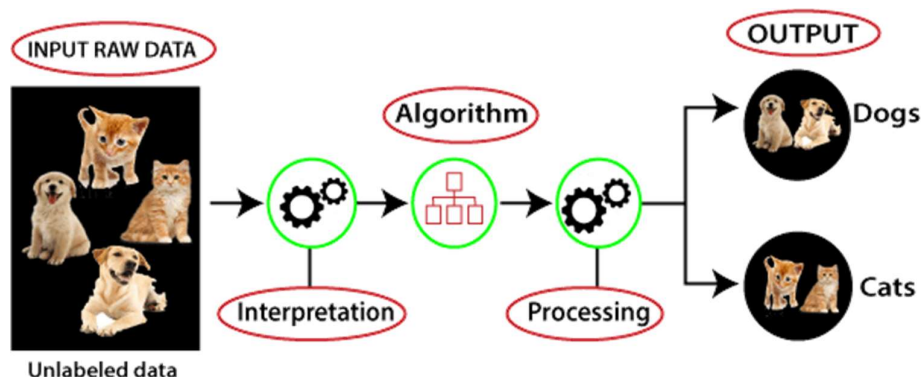 INPUT RAW DATA
Unlabeled data
Interpretation
Algorithm
Processing
OUTPUT
Dogs
Cats